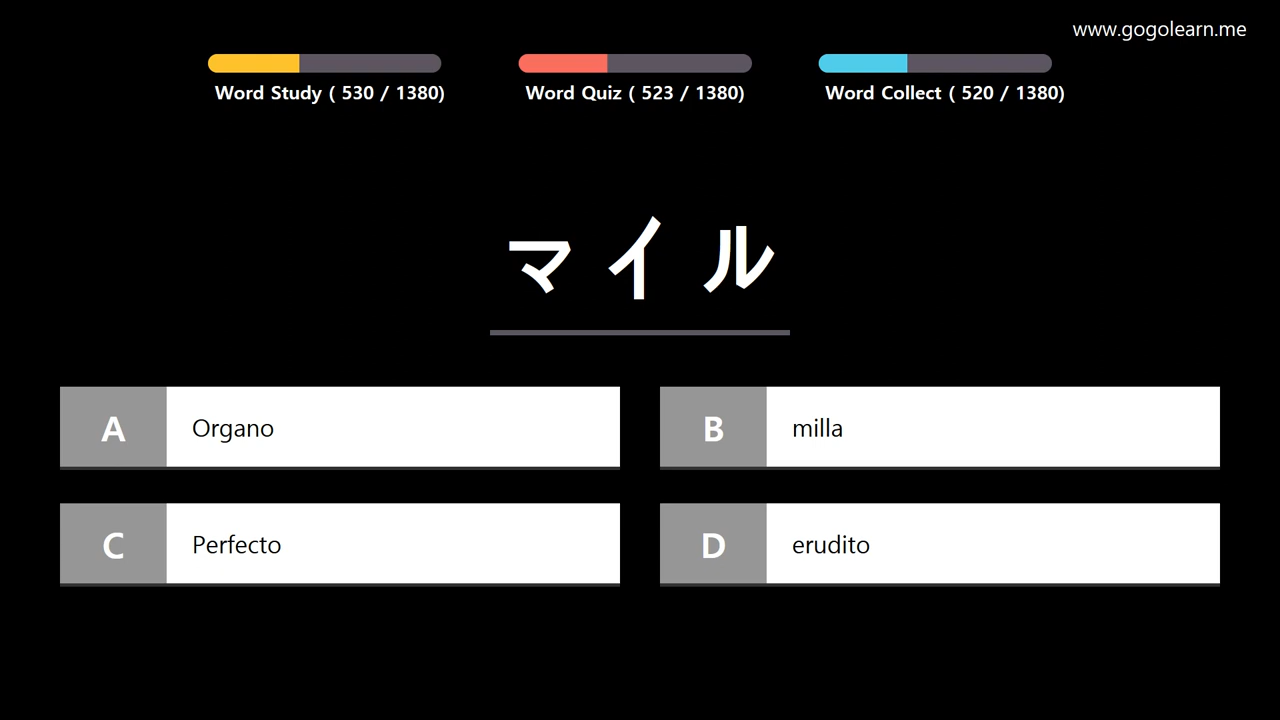 www.gogolearn.me
Word Study ( 530 / 1380)
Word Quiz ( 523 / 1380)
Word Collect ( 520 / 1380)
マイル
A
Organo
B
milla
C
Perfecto
D
erudito